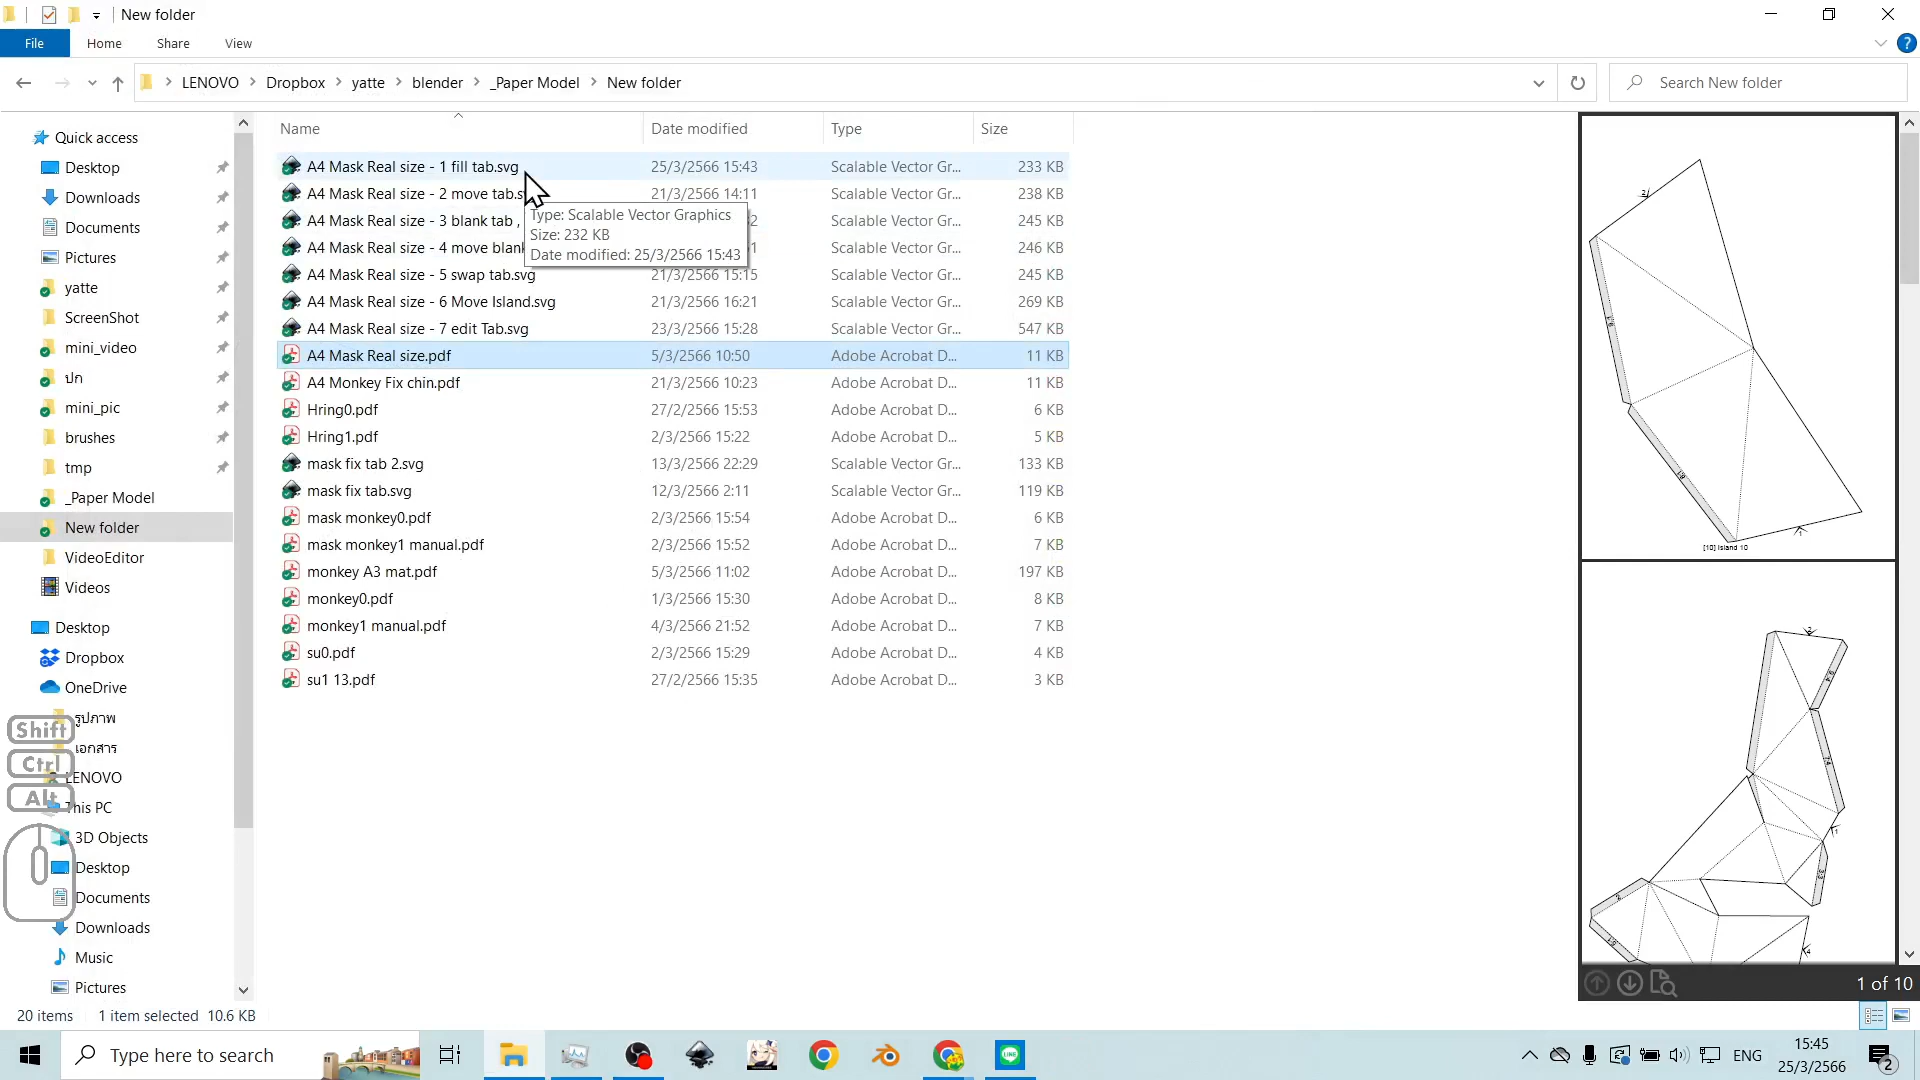 New folder
File
Home
Share
View
LENOVO
Dropbox
yatte
blender
_Paper Model
New folder
Search New folder
Quick access
Desktop
Downloads
Documents
Pictures
yatte
ScreenShot
mini_video
ปก
mini_pic
brushes
tmp
_Paper Model
New folder
VideoEditor
Videos
Desktop
Dropbox
OneDrive
รูปภาพ
เอกสาร
LENOVO
This PC
3D Objects
Desktop
Documents
Downloads
Music
Pictures
Shift
Ctrl
Alt
Name Date modified Type Size
A4 Mask Real size - 1 fill tab.svg 25/3/2566 15:43 Scalable Vector Gr... 233 KB
A4 Mask Real size - 2 move tab.s 21/3/2566 14:11 Scalable Vector Gr... 238 KB
A4 Mask Real size - 3 blank tab , Scalable Vector Gr... 245 KB
A4 Mask Real size - 4 move blank Scalable Vector Gr... 246 KB
A4 Mask Real size - 5 swap tab.svg 21/3/2566 15:15 Scalable Vector Gr... 245 KB
A4 Mask Real size - 6 Move Island.svg 21/3/2566 16:21 Scalable Vector Gr... 269 KB
A4 Mask Real size - 7 edit Tab.svg 23/3/2566 15:28 Scalable Vector Gr... 547 KB
A4 Mask Real size.pdf 5/3/2566 10:50 Adobe Acrobat D... 11 KB
A4 Monkey Fix chin.pdf 21/3/2566 10:23 Adobe Acrobat D... 11 KB
Hring0.pdf 27/2/2566 15:53 Adobe Acrobat D... 6 KB
Hring1.pdf 2/3/2566 15:22 Adobe Acrobat D... 5 KB
mask fix tab 2.svg 13/3/2566 22:29 Scalable Vector Gr... 133 KB
mask fix tab.svg 12/3/2566 2:11 Scalable Vector Gr... 119 KB
mask monkey0.pdf 2/3/2566 15:54 Adobe Acrobat D... 6 KB
mask monkey1 manual.pdf 2/3/2566 15:52 Adobe Acrobat D... 7 KB
monkey A3 mat.pdf 5/3/2566 11:02 Adobe Acrobat D... 197 KB
monkey0.pdf 1/3/2566 15:30 Adobe Acrobat D... 8 KB
monkey1 manual.pdf 4/3/2566 21:52 Adobe Acrobat D... 7 KB
su0.pdf 2/3/2566 15:29 Adobe Acrobat D... 4 KB
su1 13.pdf 27/2/2566 15:35 Adobe Acrobat D... 3 KB
Type: Scalable Vector Graphics
Size: 232 KB
Date modified: 25/3/2566 15:43
[10] Island 10
1 of 10
20 items 1 item selected 10.6 KB
Type here to search
LINE
ENG
15:45
25/3/2566
2